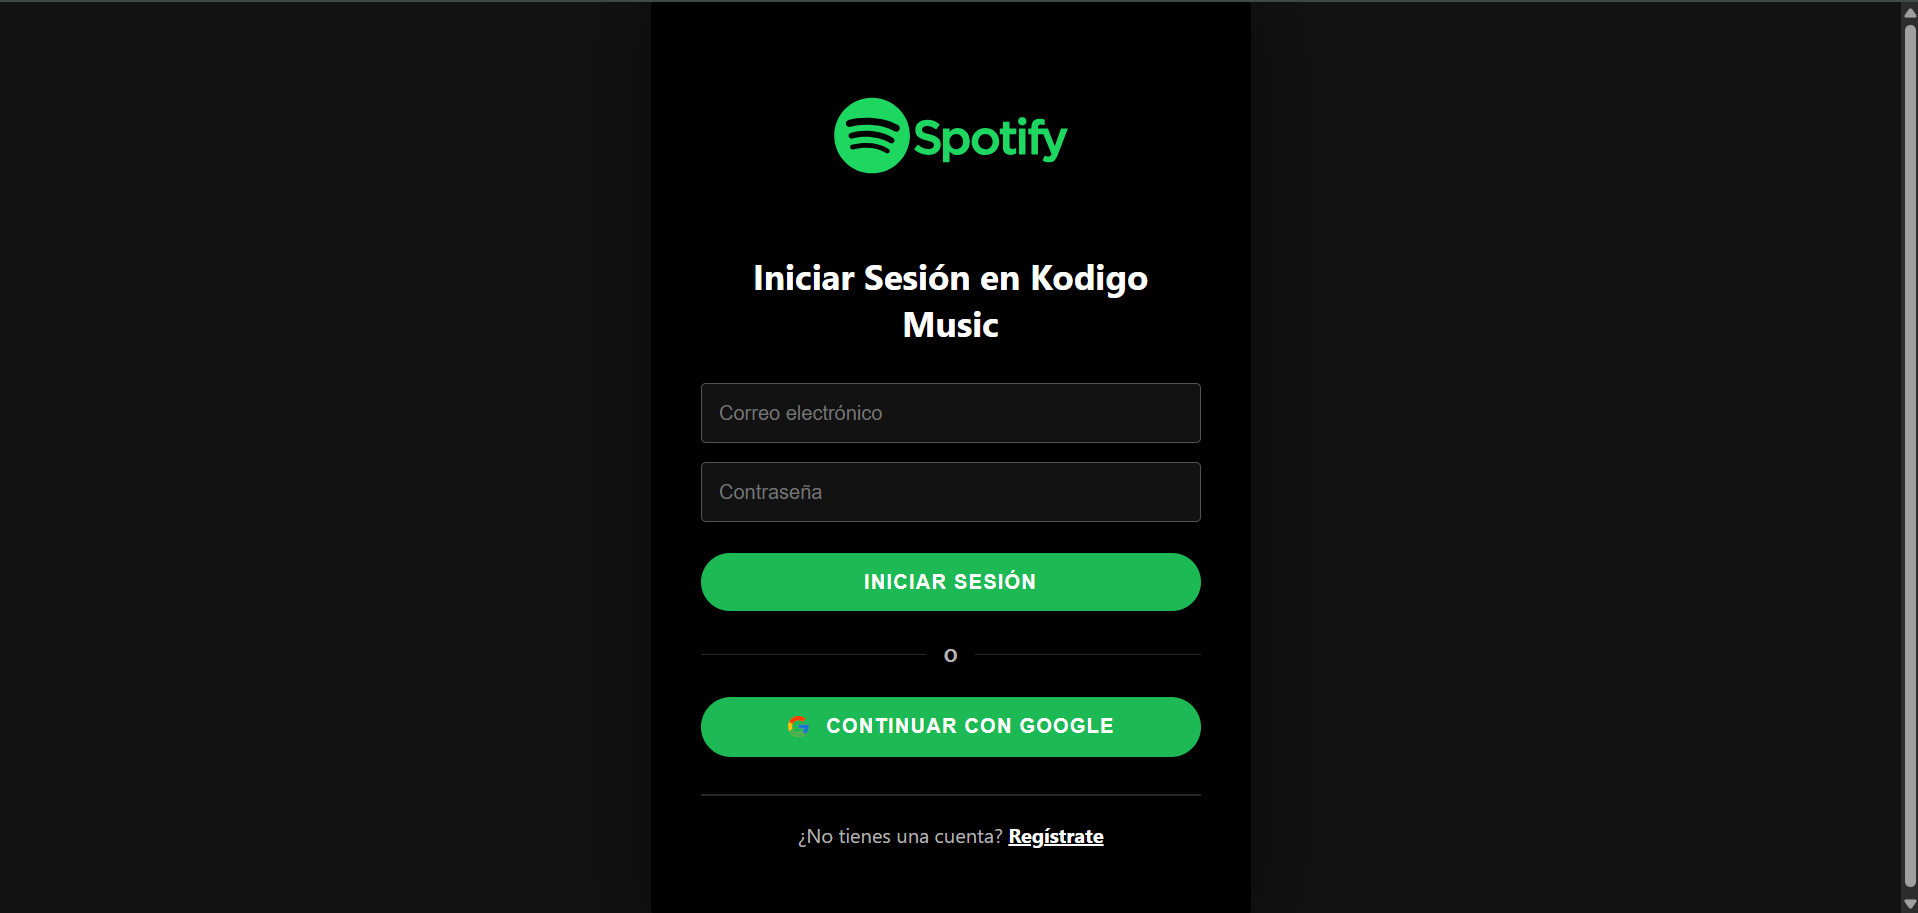 Spotify
Iniciar Sesión en Kodigo
Music
Correo electrónico
Contraseña
INICIAR SESIÓN
O
CONTINUAR CON GOOGLE
¿No tienes una cuenta? Regístrate